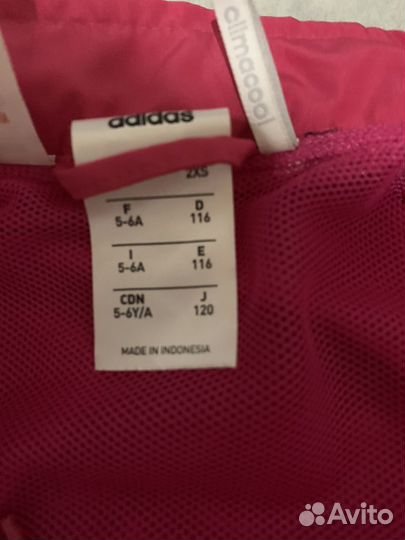 adidas
climacool
2XS
F D
5-6A 116
I E
5-6A 116
CDN J
5-6Y/A 120
MADE IN INDONESIA
Avito